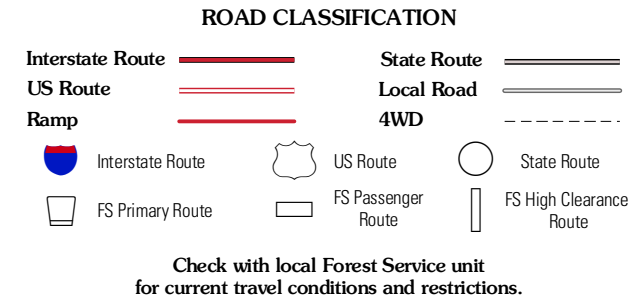 ROAD CLASSIFICATION
Interstate Route
State Route
US Route
Local Road
Ramp
4WD
Interstate Route
US Route
State Route
FS Primary Route
FS Passenger
Route
FS High Clearance
Route
Check with local Forest Service unit
for current travel conditions and restrictions.